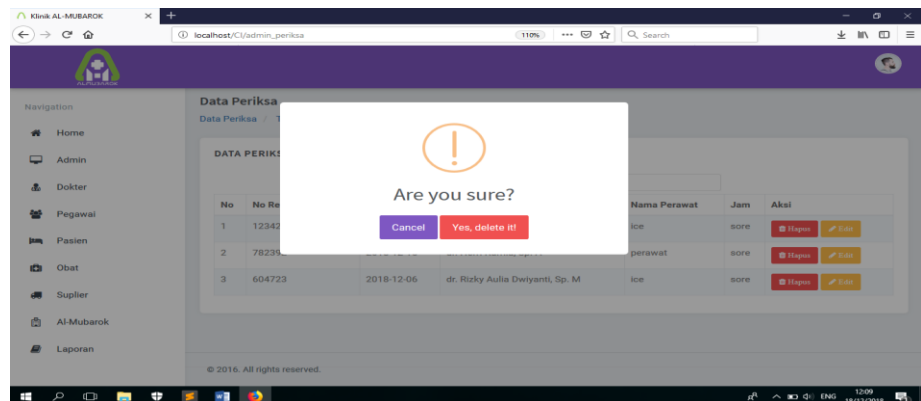 Klinik AL-MUBAROK
localhost/CI/admin_periksa 110% Search
Navigation
Home
Admin
Dokter
Pegawai
Pasien
Obat
Suplier
Al-Mubarok
Laporan
Data Periksa
Data Periksa /
DATA PERIKS
Are you sure?
Cancel Yes, delete it!
No No Re Nama Perawat Jam Aksi
1 12342 ice sore Hapus Edit
2 78239 perawat sore Hapus Edit
3 604723 2018-12-06 dr. Rizky Aulia Dwiyanti, Sp. M ice sore Hapus Edit
© 2016. All rights reserved.
ENG 12:09
18/12/2018